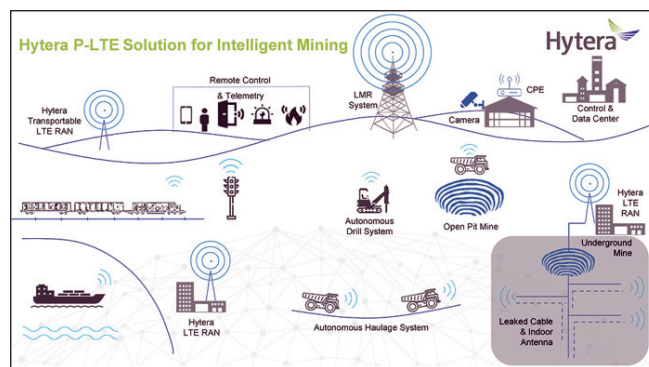 Hytera P-LTE Solution for Intelligent Mining
Hytera
Remote Control
& Telemetry
Hytera
Transportable
LTE RAN
LMR
System
CPE
Camera
Control &
Data Center
Autonomous
Drill System
Open Pit Mine
Hytera
LTE
RAN
Underground
Mine
Hytera
LTE RAN
Autonomous Haulage System
Leaked Cable
& Indoor
Antenna